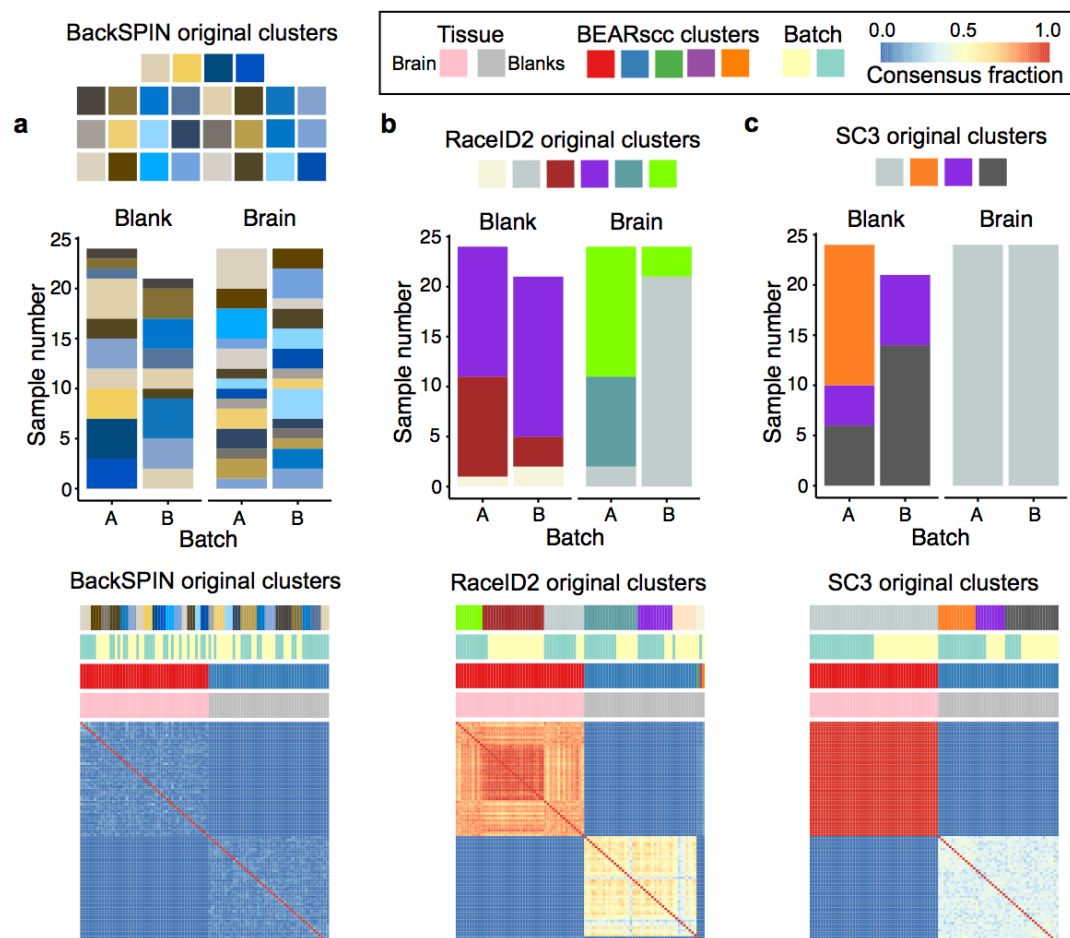 BackSPIN original clusters
Tissue
Brain
Blanks
BEARscc clusters
Batch
0.0 0.5 1.0
Consensus fraction
a
Blank Brain
Sample number
25
20
15
10
5
0
A B A B
Batch
b
RaceID2 original clusters
Blank Brain
Sample number
25
20
15
10
5
0
A B A B
Batch
c
SC3 original clusters
Blank Brain
Sample number
25
20
15
10
5
0
A B A B
Batch
BackSPIN original clusters
RaceID2 original clusters
SC3 original clusters